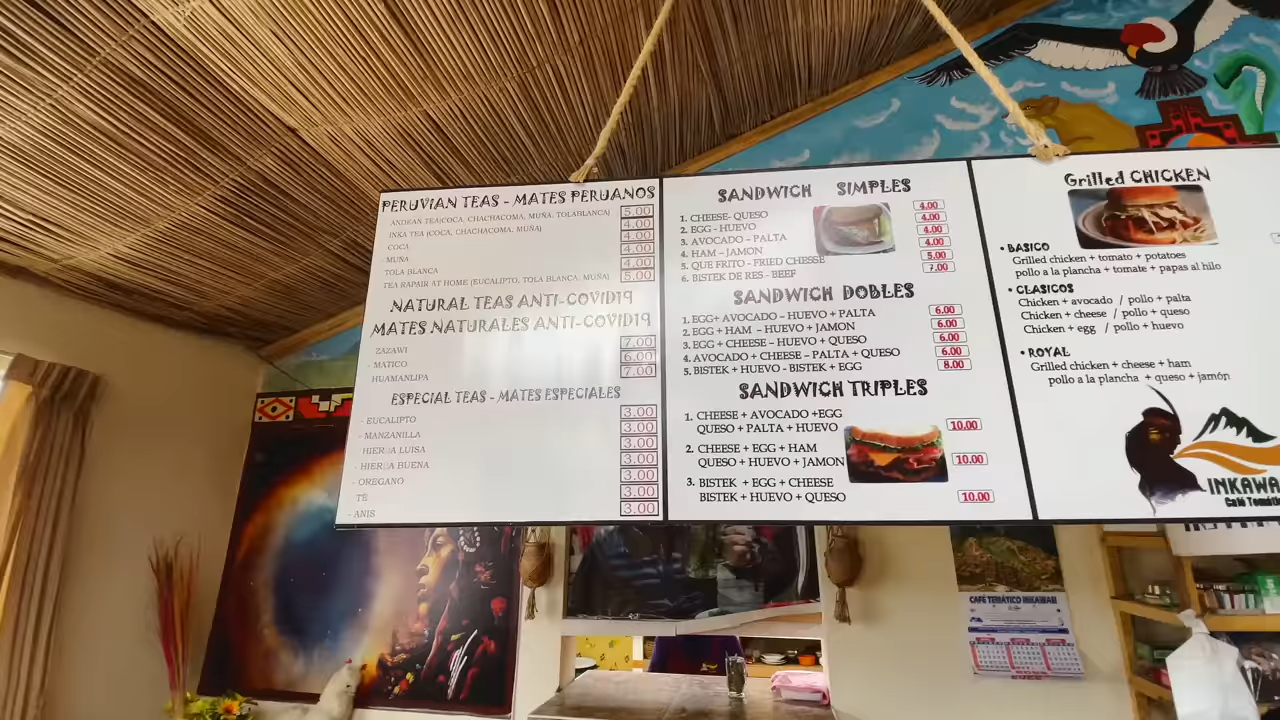 PERUVIAN TEAS - MATES PERUANOS
ANDEAN TEA(COCA, CHACHACOMA, MUÑA, TOLABLANCA) 5.00
INKA TEA (COCA, CHACHACOMA, MUÑA) 4.00
COCA 4.00
- MUÑA 4.00
TOLA BLANCA 4.00
TEA RAPAIR AT HOME (EUCALIPTO, TOLA BLANCA, MUÑA) 5.00
NATURAL TEAS ANTI-COVID19
MATES NATURALES ANTI-COVID19
ZAZAWI 7.00
- MATICO 6.00
HUAMANLIPA 7.00
ESPECIAL TEAS - MATES ESPECIALES
- EUCALIPTO 3.00
- MANZANILLA 3.00
- HIER A LUISA 3.00
- HIER A BUENA 3.00
- OREGANO 3.00
TÉ 3.00
- ANIS 3.00
SANDWICH SIMPLES
1. CHEESE- QUESO 4.00
2. EGG - HUEVO 4.00
3. AVOCADO - PALTA 4.00
4. HAM - JAMON 4.00
5. QUE FRITO - FRIED CHESSE 5.00
6. BISTEK DE RES - BEEF 7.00
SANDWICH DOBLES
1. EGG+ AVOCADO - HUEVO + PALTA 6.00
2. EGG + HAM - HUEVO + JAMON 6.00
3. EGG + CHEESE - HUEVO + QUESO 6.00
4. AVOCADO + CHEESE - PALTA + QUESO 6.00
5. BISTEK + HUEVO - BISTEK + EGG 8.00
SANDWICH TRIPLES
1. CHEESE + AVOCADO +EGG
QUESO + PALTA + HUEVO 10.00
2. CHEESE + EGG + HAM
QUESO + HUEVO + JAMON 10.00
3. BISTEK + EGG + CHEESE
BISTEK + HUEVO + QUESO 10.00
Grilled CHICKEN
• BASICO
Grilled chicken + tomato + potatoes
pollo a la plancha + tomate + papas al hilo
• CLASICOS
Chicken + avocado / pollo + palta
Chicken + cheese / pollo + queso
Chicken + egg / pollo + huevo
• ROYAL
Grilled chicken + cheese + ham
pollo a la plancha + queso + jamón
INKAWA
Café Temáti
CAFÉ TEMÁTICO INKAWASI